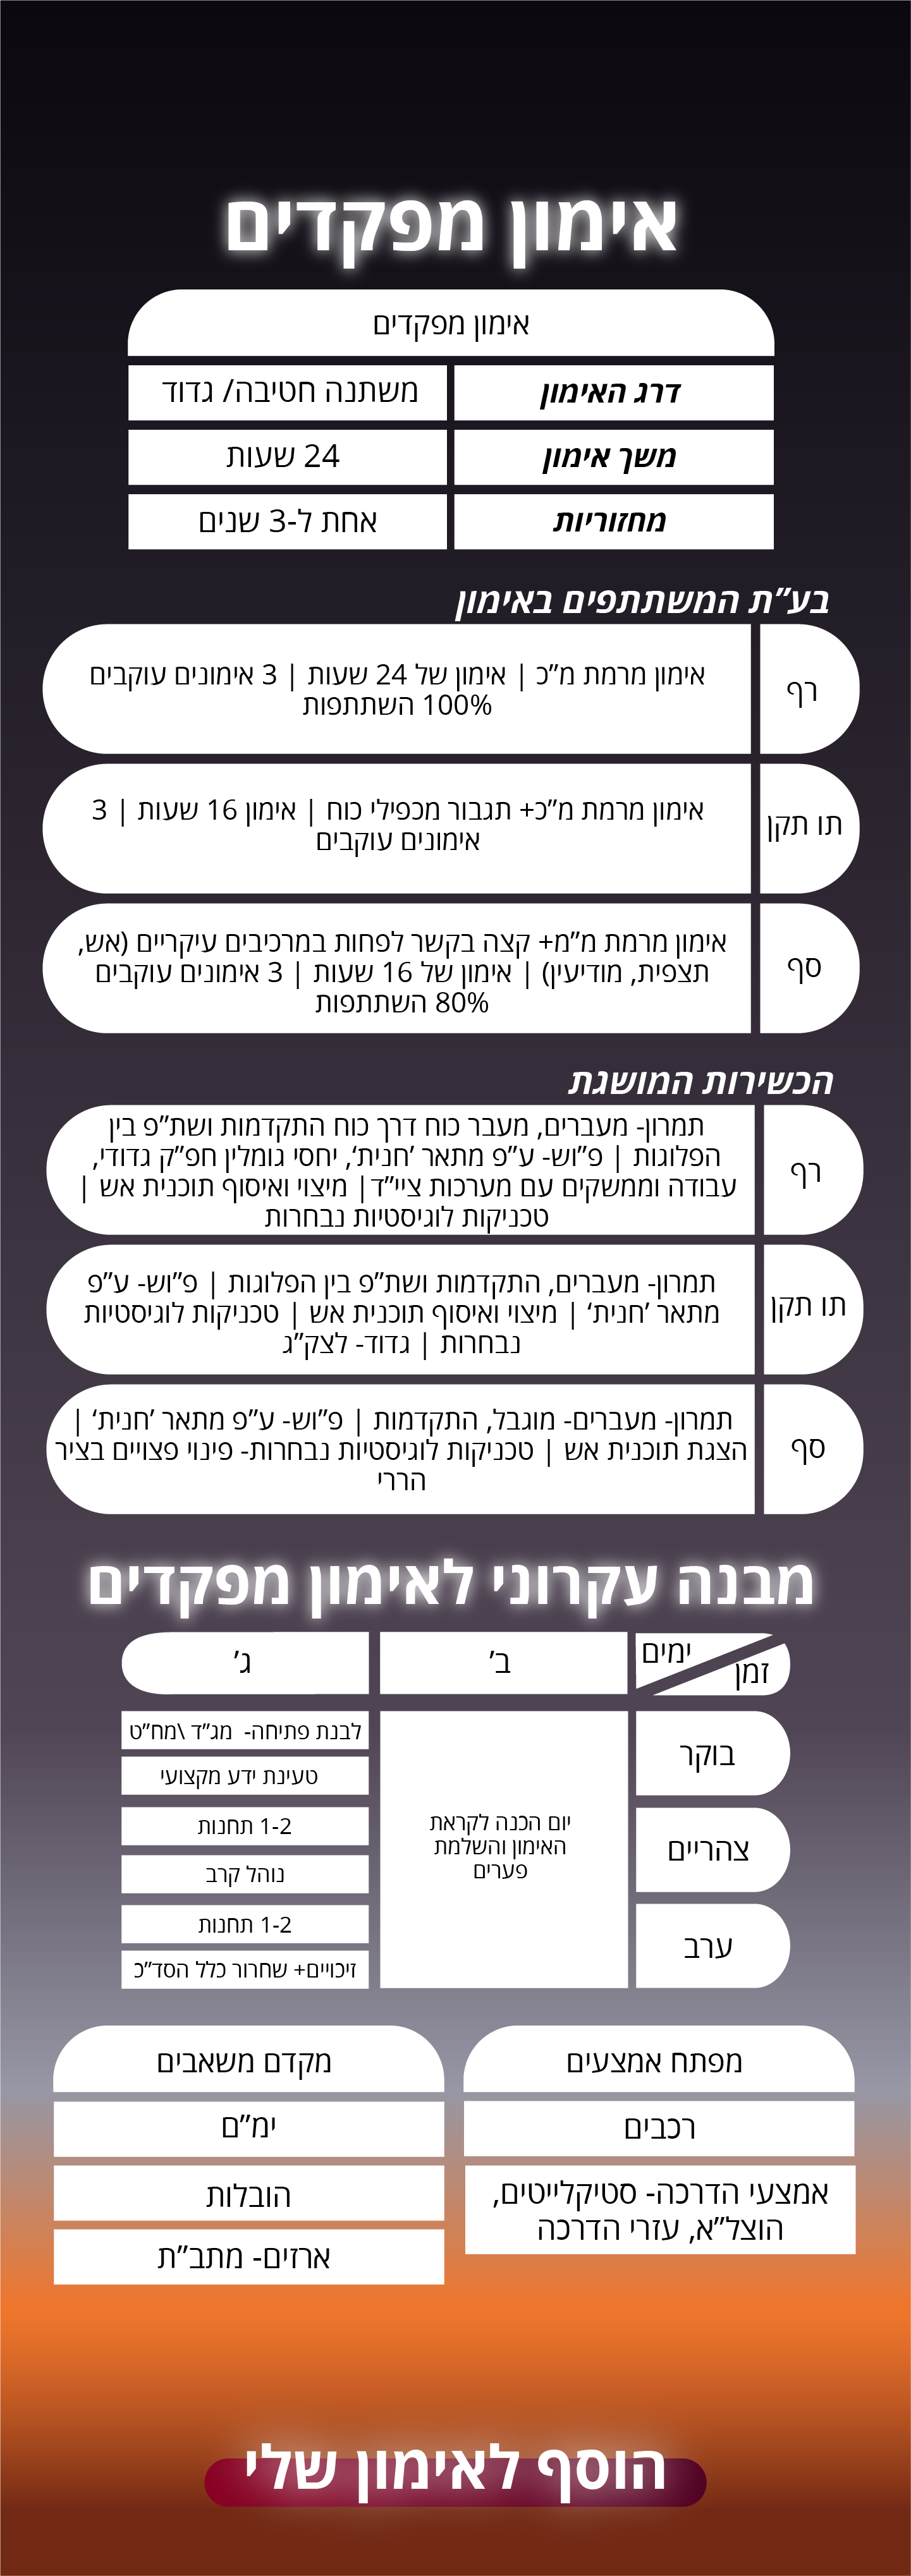 אימון מפקדים
אימון מפקדים
דרג האימון
משתנה חטיבה/ גדוד
משך אימון
24 שעות
מחזוריות
אחת ל-3 שנים
בע״ת המשתתפים באימון
רף
אימון מרמת מ״כ | אימון של 24 שעות | 3 אימונים עוקבים
100% השתתפות
תו תקן
אימון מרמת מ״כ+ תגבור מכפילי כוח | אימון 16 שעות | 3
אימונים עוקבים
סף
אימון מרמת מ״מ+ קצה בקשר לפחות במרכיבים עיקריים (אש,
תצפית, מודיעין) | אימון של 16 שעות | 3 אימונים עוקבים
80% השתתפות
הכשירות המושגת
רף
תמרון- מעברים, מעבר כוח דרך כוח התקדמות ושת״פ בין
הפלוגות | פ״וש- ע״פ מתאר ’חנית‘, יחסי גומלין חפ״ק גדודי,
עבודה וממשקים עם מערכות ציי״ד| מיצוי ואיסוף תוכנית אש |
טכניקות לוגיסטיות נבחרות
תו תקן
תמרון- מעברים, התקדמות ושת״פ בין הפלוגות | פ״וש- ע״פ
מתאר ’חנית‘ | מיצוי ואיסוף תוכנית אש | טכניקות לוגיסטיות
נבחרות | גדוד- לצק״ג
סף
תמרון- מעברים- מוגבל, התקדמות | פ״וש- ע״פ מתאר ’חנית‘ |
הצגת תוכנית אש | טכניקות לוגיסטיות נבחרות- פינוי פצויים בציר
הררי
מבנה עקרוני לאימון מפקדים
ימים
זמן
ב’
ג’
בוקר
צהריים
ערב
יום הכנה לקראת
האימון והשלמת
פערים
לבנת פתיחה- מג״ד \מח״ט
טעינת ידע מקצועי
1-2 תחנות
נוהל קרב
1-2 תחנות
זיכויים+ שחרור כלל הסד״כ
מפתח אמצעים
רכבים
אמצעי הדרכה- סטיקלייטים,
הוצל״א, עזרי הדרכה
מקדם משאבים
ימ״ם
הובלות
ארזים- מתב״ת
הוסף לאימון שלי